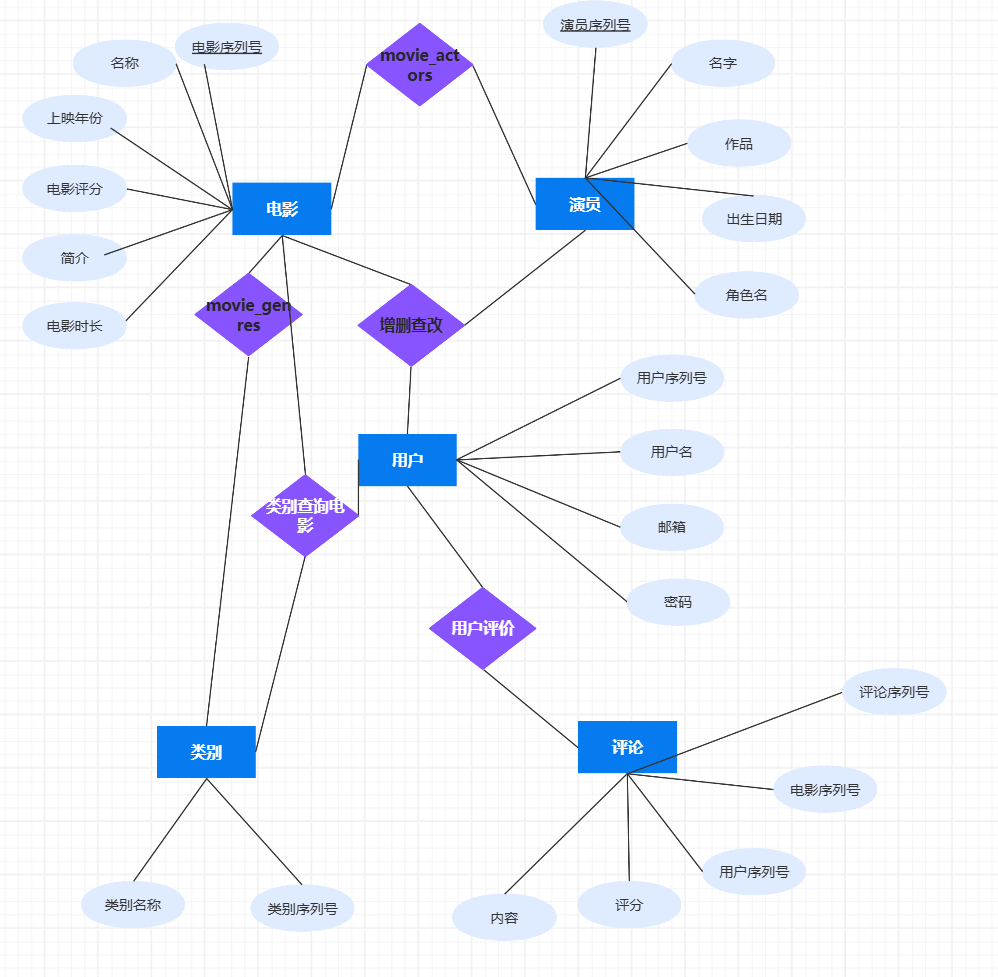 演员序列号
电影序列号
名称
movie_act
ors
名字
上映年份
作品
电影评分
电影
演员
出生日期
简介
角色名
movie_gen
res
增删查改
电影时长
用户序列号
用户
用户名
类别查询电
影
邮箱
密码
用户评价
评论序列号
类别
评论
电影序列号
用户序列号
类别名称
类别序列号
内容
评分